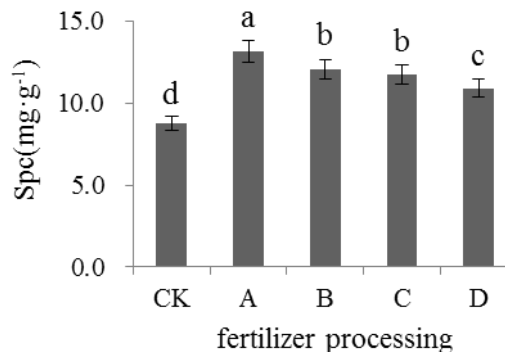 15.0
10.0
5.0
0.0
Spc(mg·g⁻¹)
d a b b c
CK A B C D
fertilizer processing